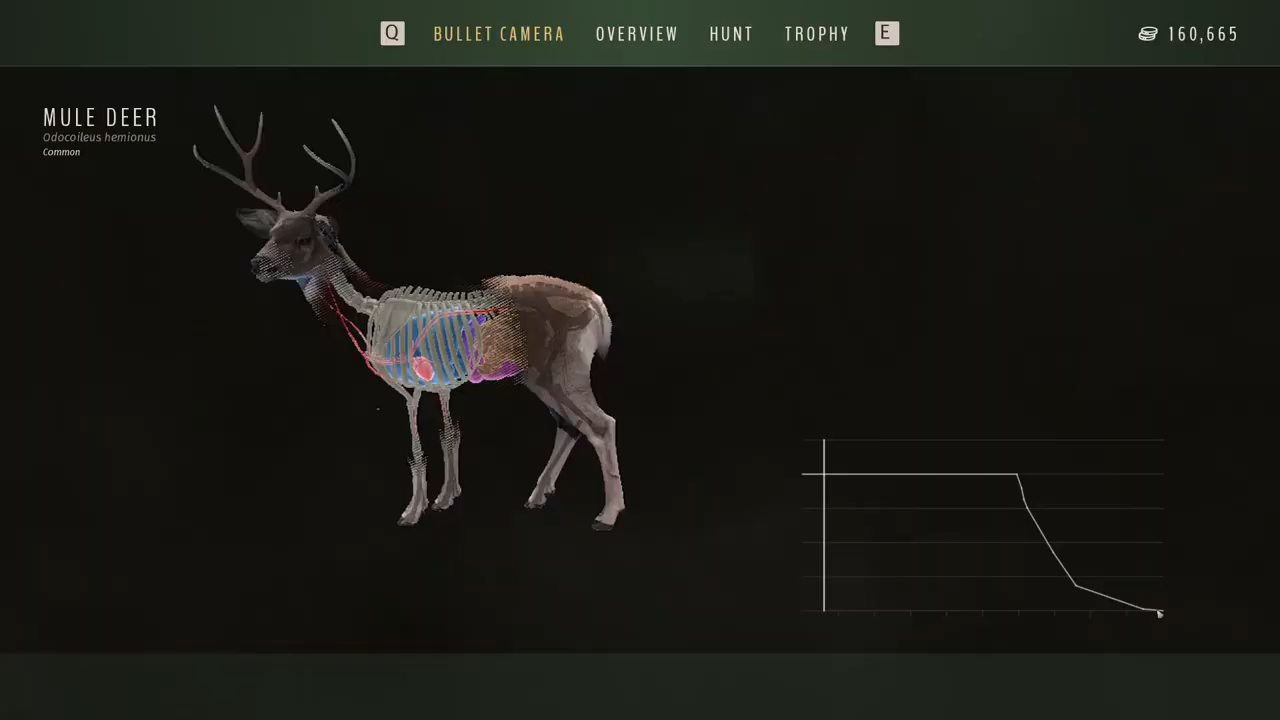 Q BULLET CAMERA OVERVIEW HUNT TROPHY E 160,665
MULE DEER
Odocoileus hemionus
Common